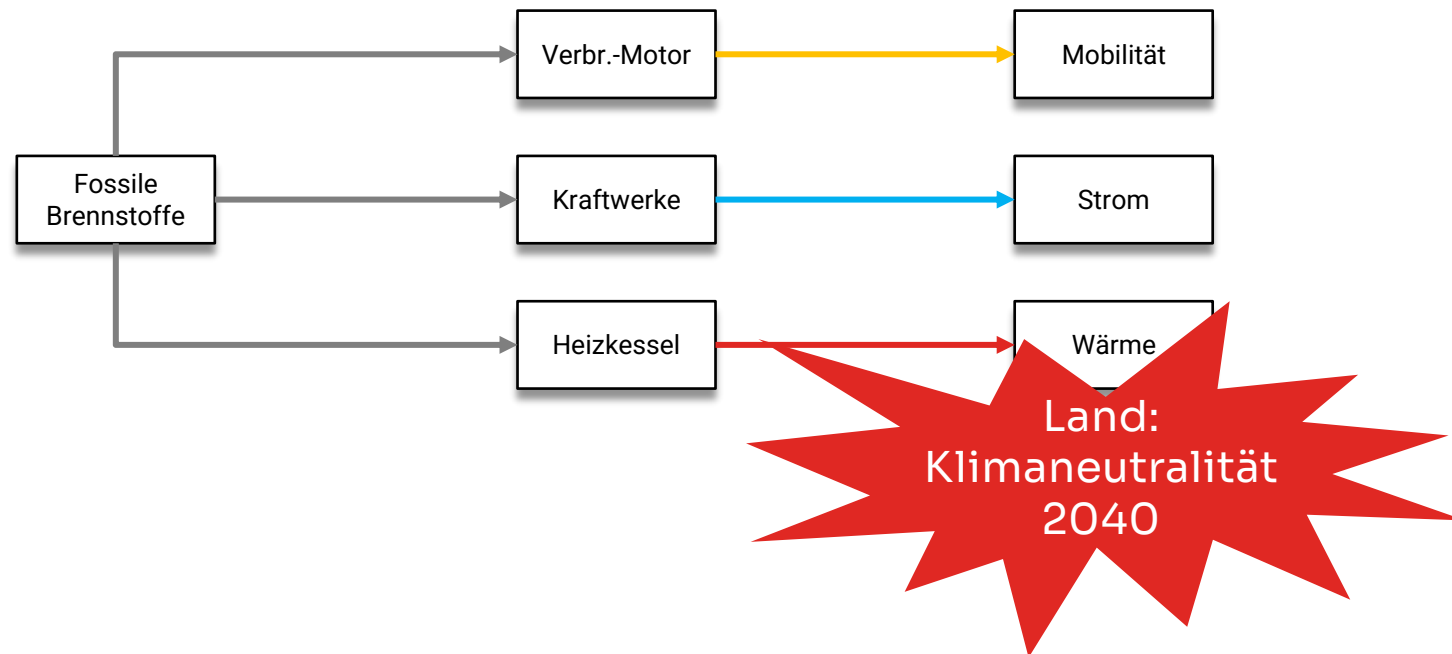 Verbr.-Motor
Mobilität
Fossile
Brennstoffe
Kraftwerke
Strom
Heizkessel
Wärme
Land:
Klimaneutralität
2040